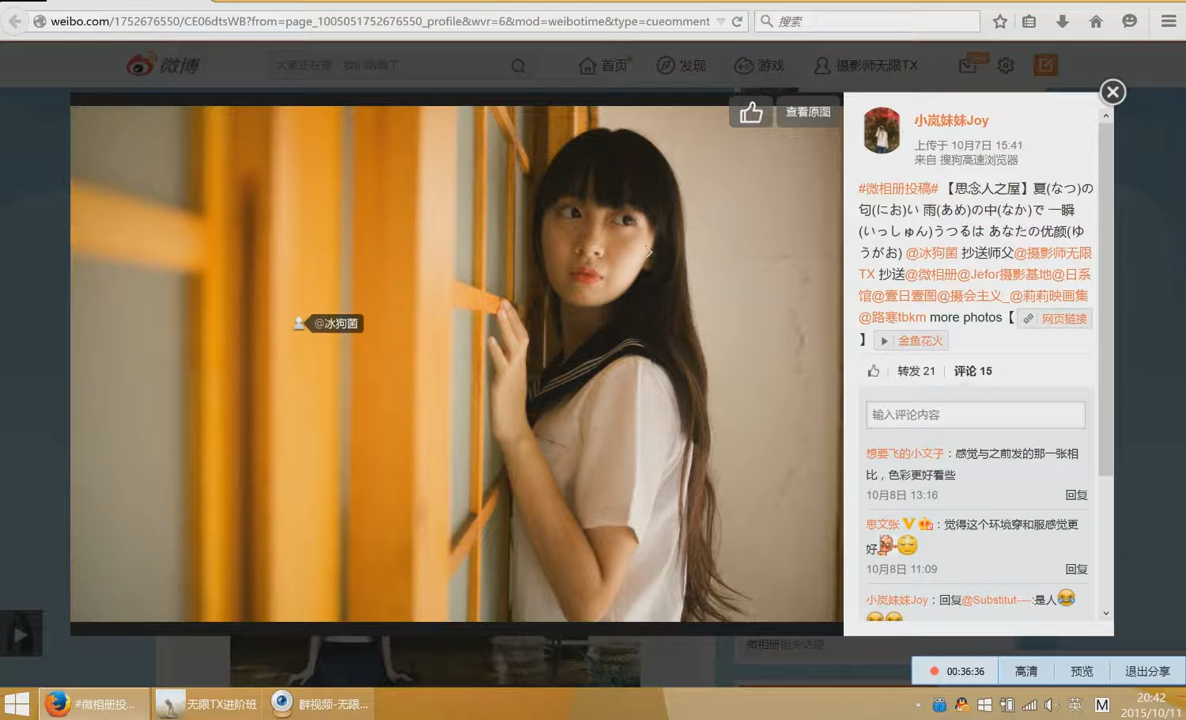 weibo.com/1752676550/CE06dtsWB?from=page_1005051752676550_profile&wvr=6&mod=weibotime&type=cueomment
搜索
微博
首页
发现
游戏
摄影师无限TX
查看原图
@冰狗菌
小岚妹妹Joy
上传于 10月7日 15:41
来自 搜狗高速浏览器
#微相册投稿# 【思念人之屋】夏(なつ)の
匂(にお)い 雨(あめ)の中(なか)で 一瞬
(いっしゅん)うつるは あなたの优颜(ゆ
うがお) @冰狗菌 抄送师父@摄影师无限
TX 抄送@微相册@Jefor摄影基地@日系
馆@壹日壹图@摄会主义_@莉莉映画集
@路寒tbkm more photos【 网页链接
】 金鱼花火
转发 21 评论 15
输入评论内容
想要飞的小文子：感觉与之前发的那一张相
比，色彩更好看些
10月8日 13:16 回复
思文张 ：觉得这个环境穿和服感觉更
好
10月8日 11:09 回复
小岚妹妹Joy：回复@Substitut----:是人
微相册相关话题
00:36:36 高清 预览 退出分享
#微相册投... 无限TX进阶班 群视频-无限...
英 M
20:42
2015/10/11